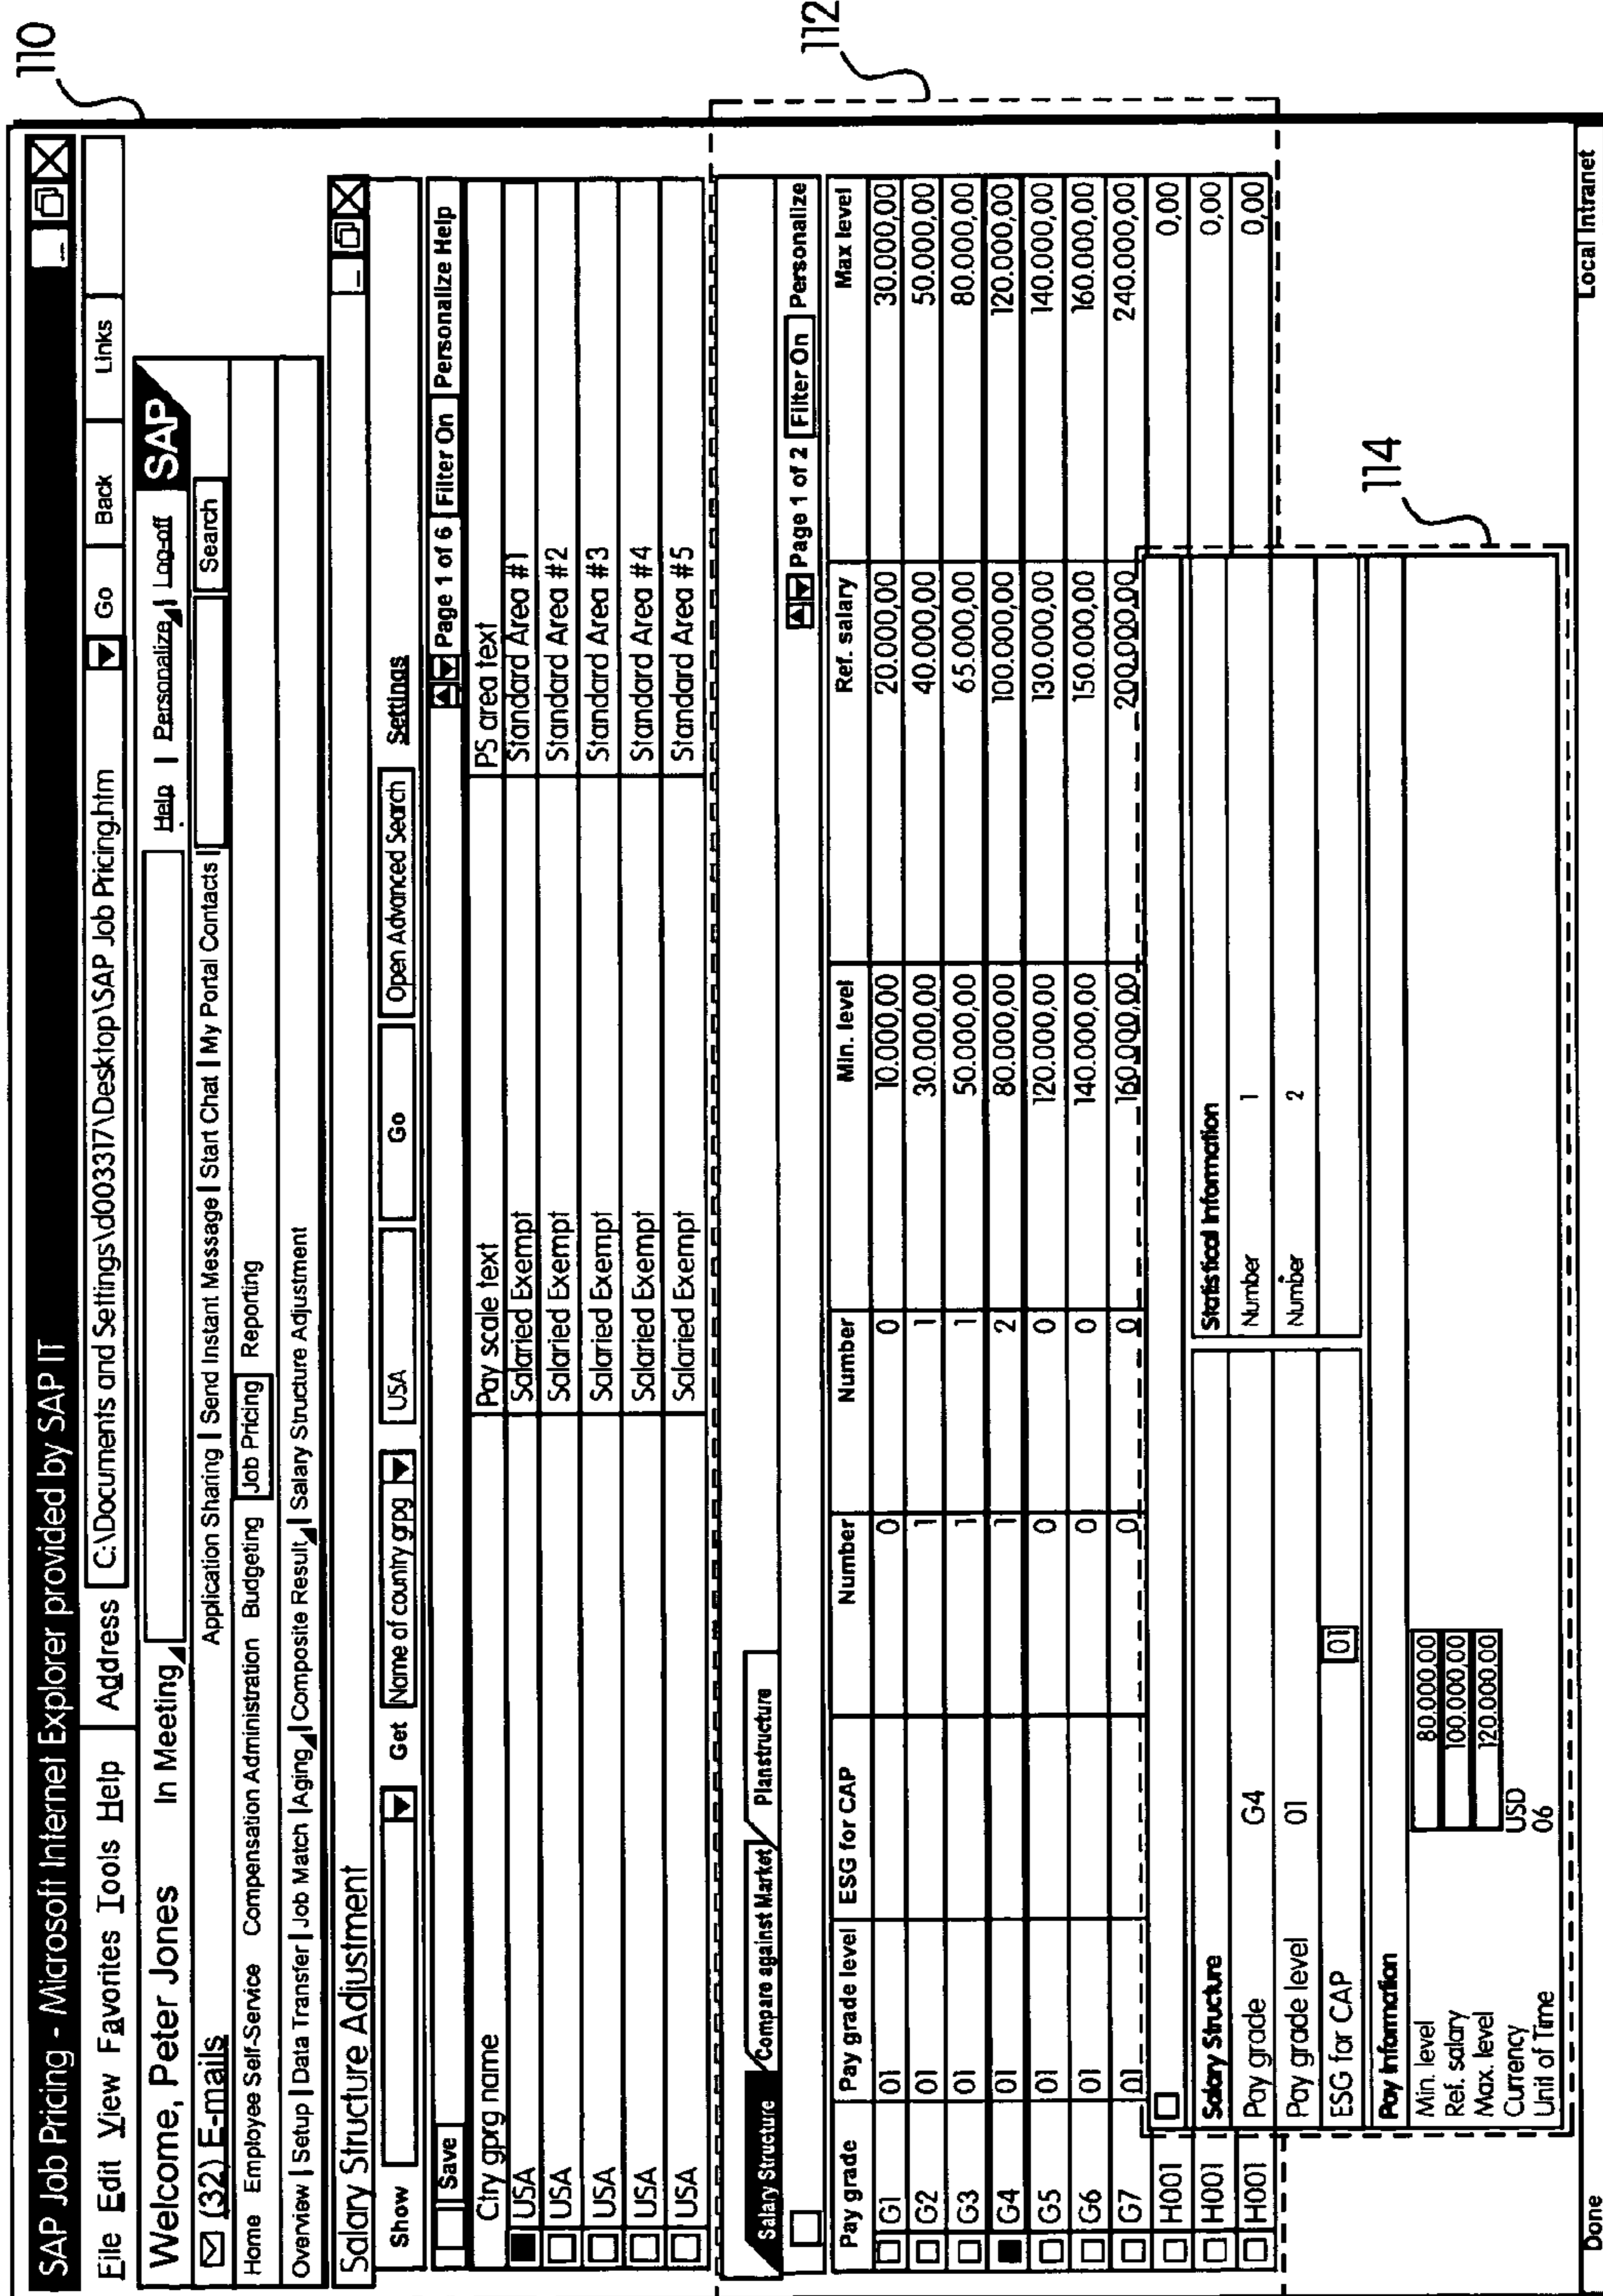 110
SAP Job Pricing - Microsoft Internet Explorer provided by SAP IT
File Edit View Favorites Tools Help Address C:\Documents and Settings\d003317\Desktop\SAP Job Pricing.htm Go Back Links
Welcome, Peter Jones In Meeting Help | Personalize | Log-off SAP
(32) E-mails Application Sharing | Send Instant Message | Start Chat | My Portal Contacts | Search
Home Employee Self-Service Compensation Administration Budgeting Job Pricing Reporting
Overview | Setup | Data Transfer | Job Match | Aging | Composite Result | Salary Structure Adjustment
Salary Structure Adjustment
Show Get Name of country grpg USA Go Open Advanced Search Settings
Save Page 1 of 6 Filter On Personalize Help
Ctry gprg name Pay scale text PS area text
USA Salaried Exempt Standard Area #1
USA Salaried Exempt Standard Area #2
USA Salaried Exempt Standard Area #3
USA Salaried Exempt Standard Area #4
USA Salaried Exempt Standard Area #5
112
Salary Structure Compare against Market Planstructure
Page 1 of 2 Filter On Personalize
Pay grade Pay grade level ESG for CAP Number Number Min. level Ref. salary Max level
G1 01 0 0 10.000,00 20.000,00 30.000,00
G2 01 1 1 30.000,00 40.000,00 50.000,00
G3 01 1 1 50.000,00 65.000,00 80.000,00
G4 01 1 2 80.000,00 100.000,00 120.000,00
G5 01 0 0 120.000,00 130.000,00 140.000,00
G6 01 0 0 140.000,00 150.000,00 160.000,00
G7 01 0 0 160.000,00 200.000,00 240.000,00
H001 0,00
H001 0,00
H001 0,00
114
Salary Structure Statistical Information
Pay grade G4 Number 1
Pay grade level 01 Number 2
ESG for CAP 01
Pay Information
Min. level 80.000,00
Ref. salary 100.000,00
Max. level 120.000,00
Currency USD
Unit of Time 06
Done Local Intranet